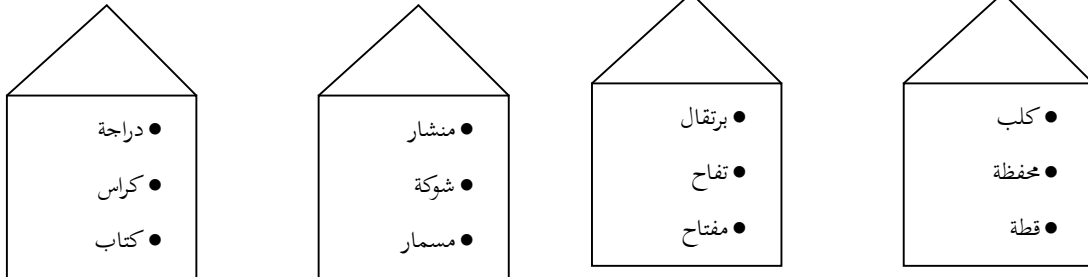 ● كلب
● محفظة
● قطة
● برتقال
● تفاح
● مفتاح
● منشار
● شوكة
● مسمار
● دراجة
● كراس
● كتاب